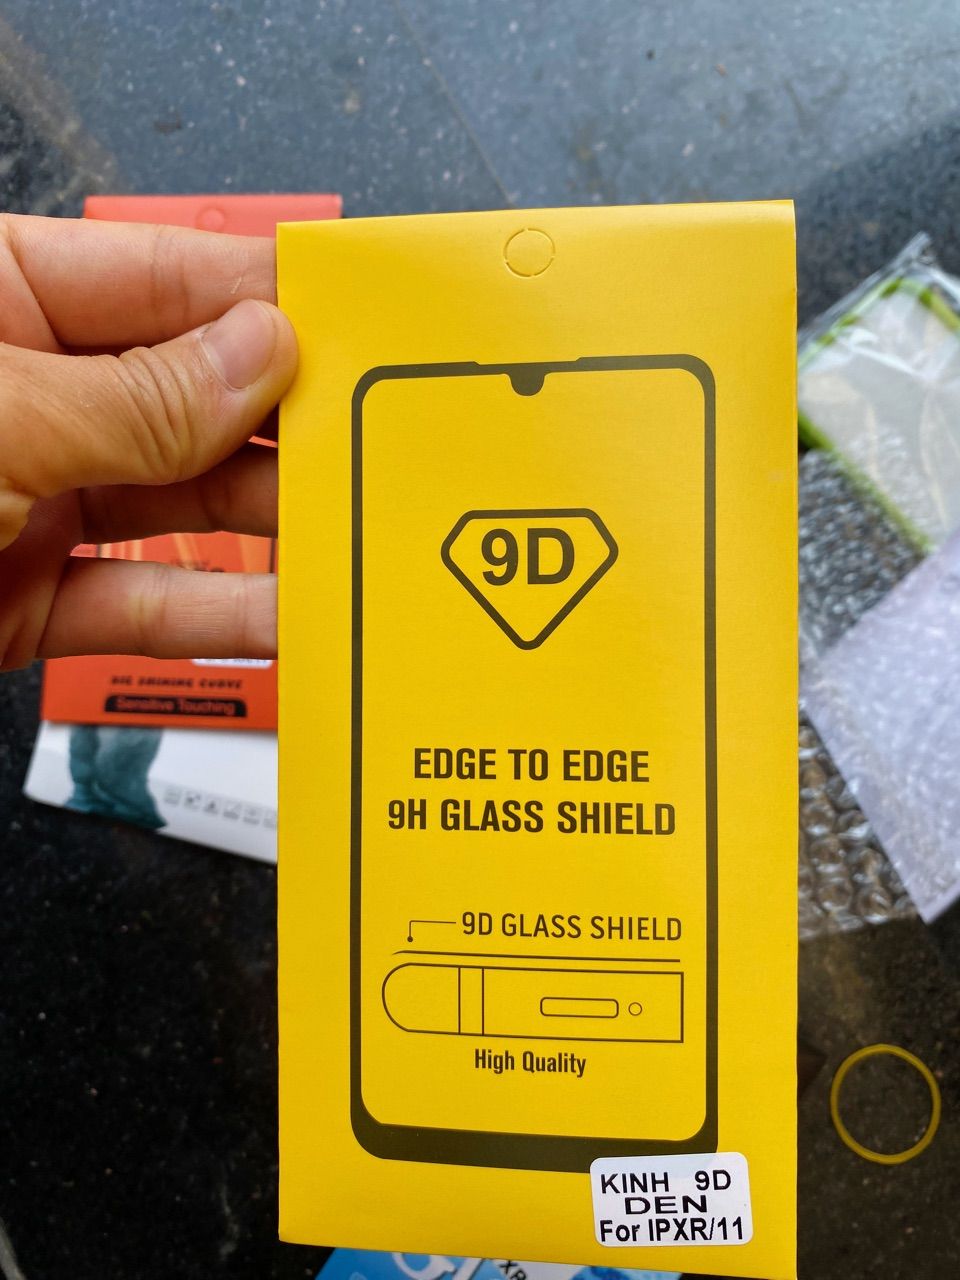 9D
EDGE TO EDGE
9H GLASS SHIELD
9D GLASS SHIELD
High Quality
KINH 9D
DEN
For IPXR/11
Sensitive Touching